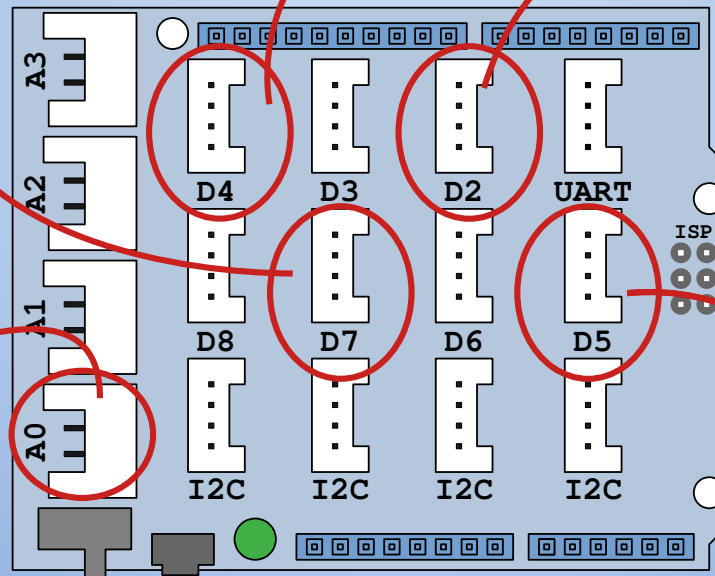 A3
D4 D3 D2 UART
A2
ISP
A1
D8 D7 D6 D5
A0
I2C I2C I2C I2C